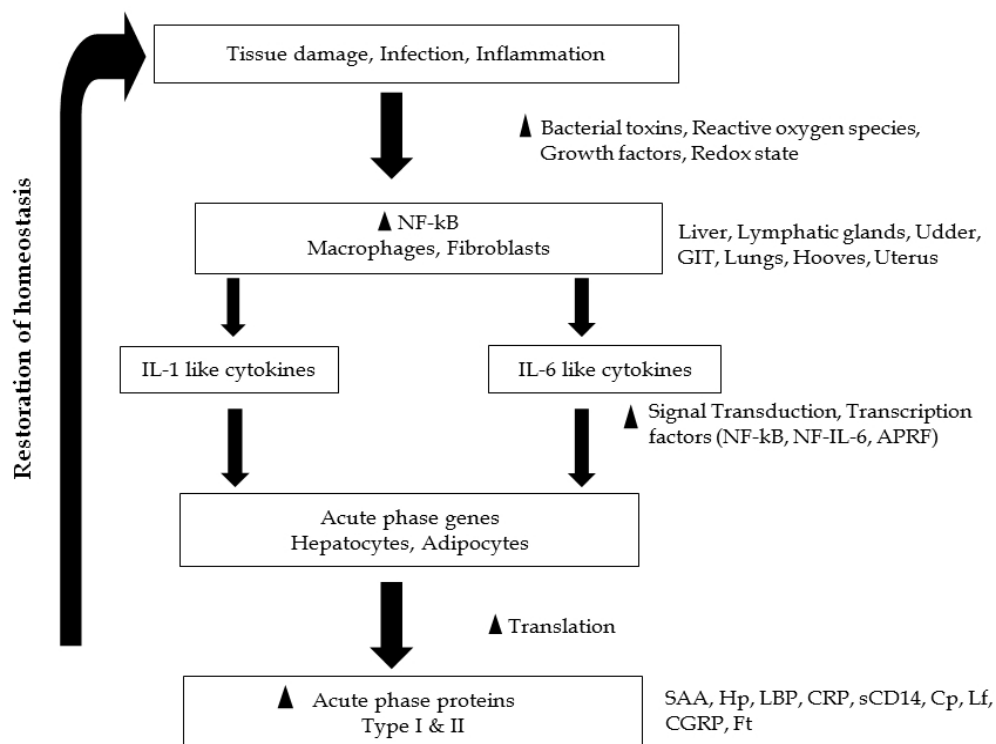 Tissue damage, Infection, Inflammation
Bacterial toxins, Reactive oxygen species,
Growth factors, Redox state
NF-kB
Macrophages, Fibroblasts
Liver, Lymphatic glands, Udder,
GIT, Lungs, Hooves, Uterus
IL-1 like cytokines
IL-6 like cytokines
Signal Transduction, Transcription
factors (NF-kB, NF-IL-6, APRF)
Acute phase genes
Hepatocytes, Adipocytes
Translation
Acute phase proteins
Type I & II
SAA, Hp, LBP, CRP, sCD14, Cp, Lf,
CGRP, Ft
Restoration of homeostasis